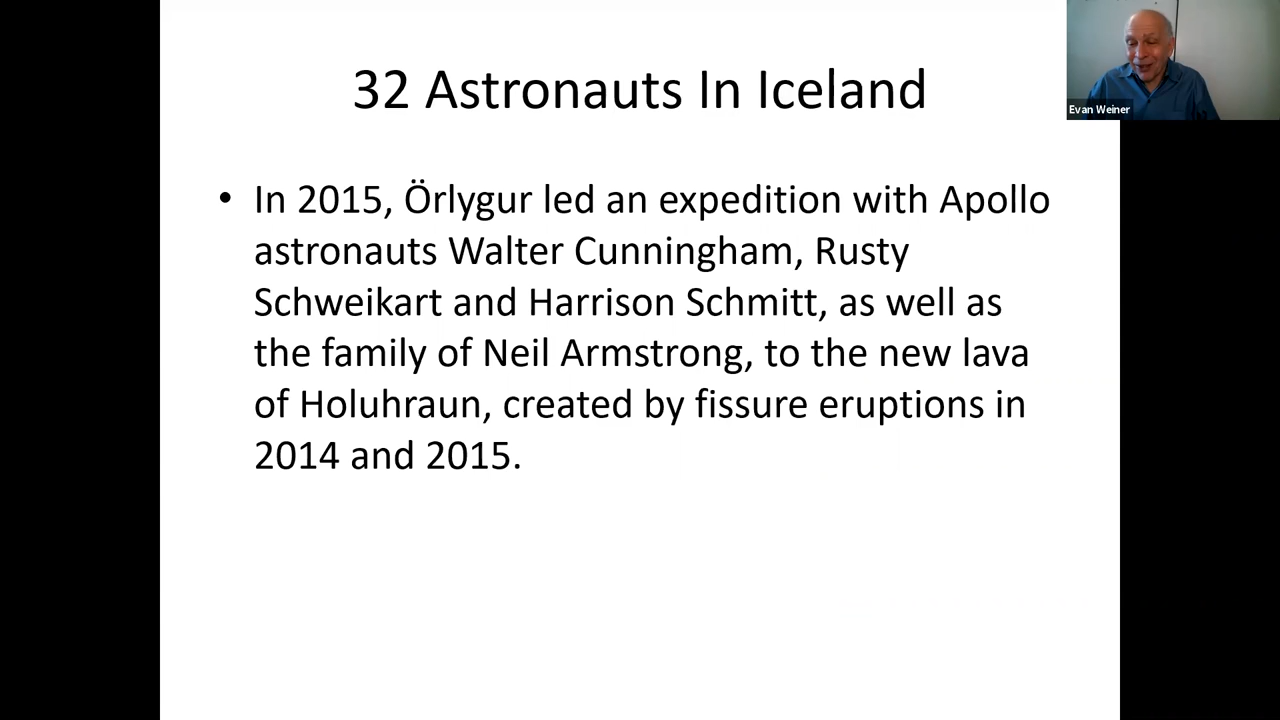 32 Astronauts In Iceland
Evan Weiner
• In 2015, Örlygur led an expedition with Apollo
astronauts Walter Cunningham, Rusty
Schweikart and Harrison Schmitt, as well as
the family of Neil Armstrong, to the new lava
of Holuhraun, created by fissure eruptions in
2014 and 2015.